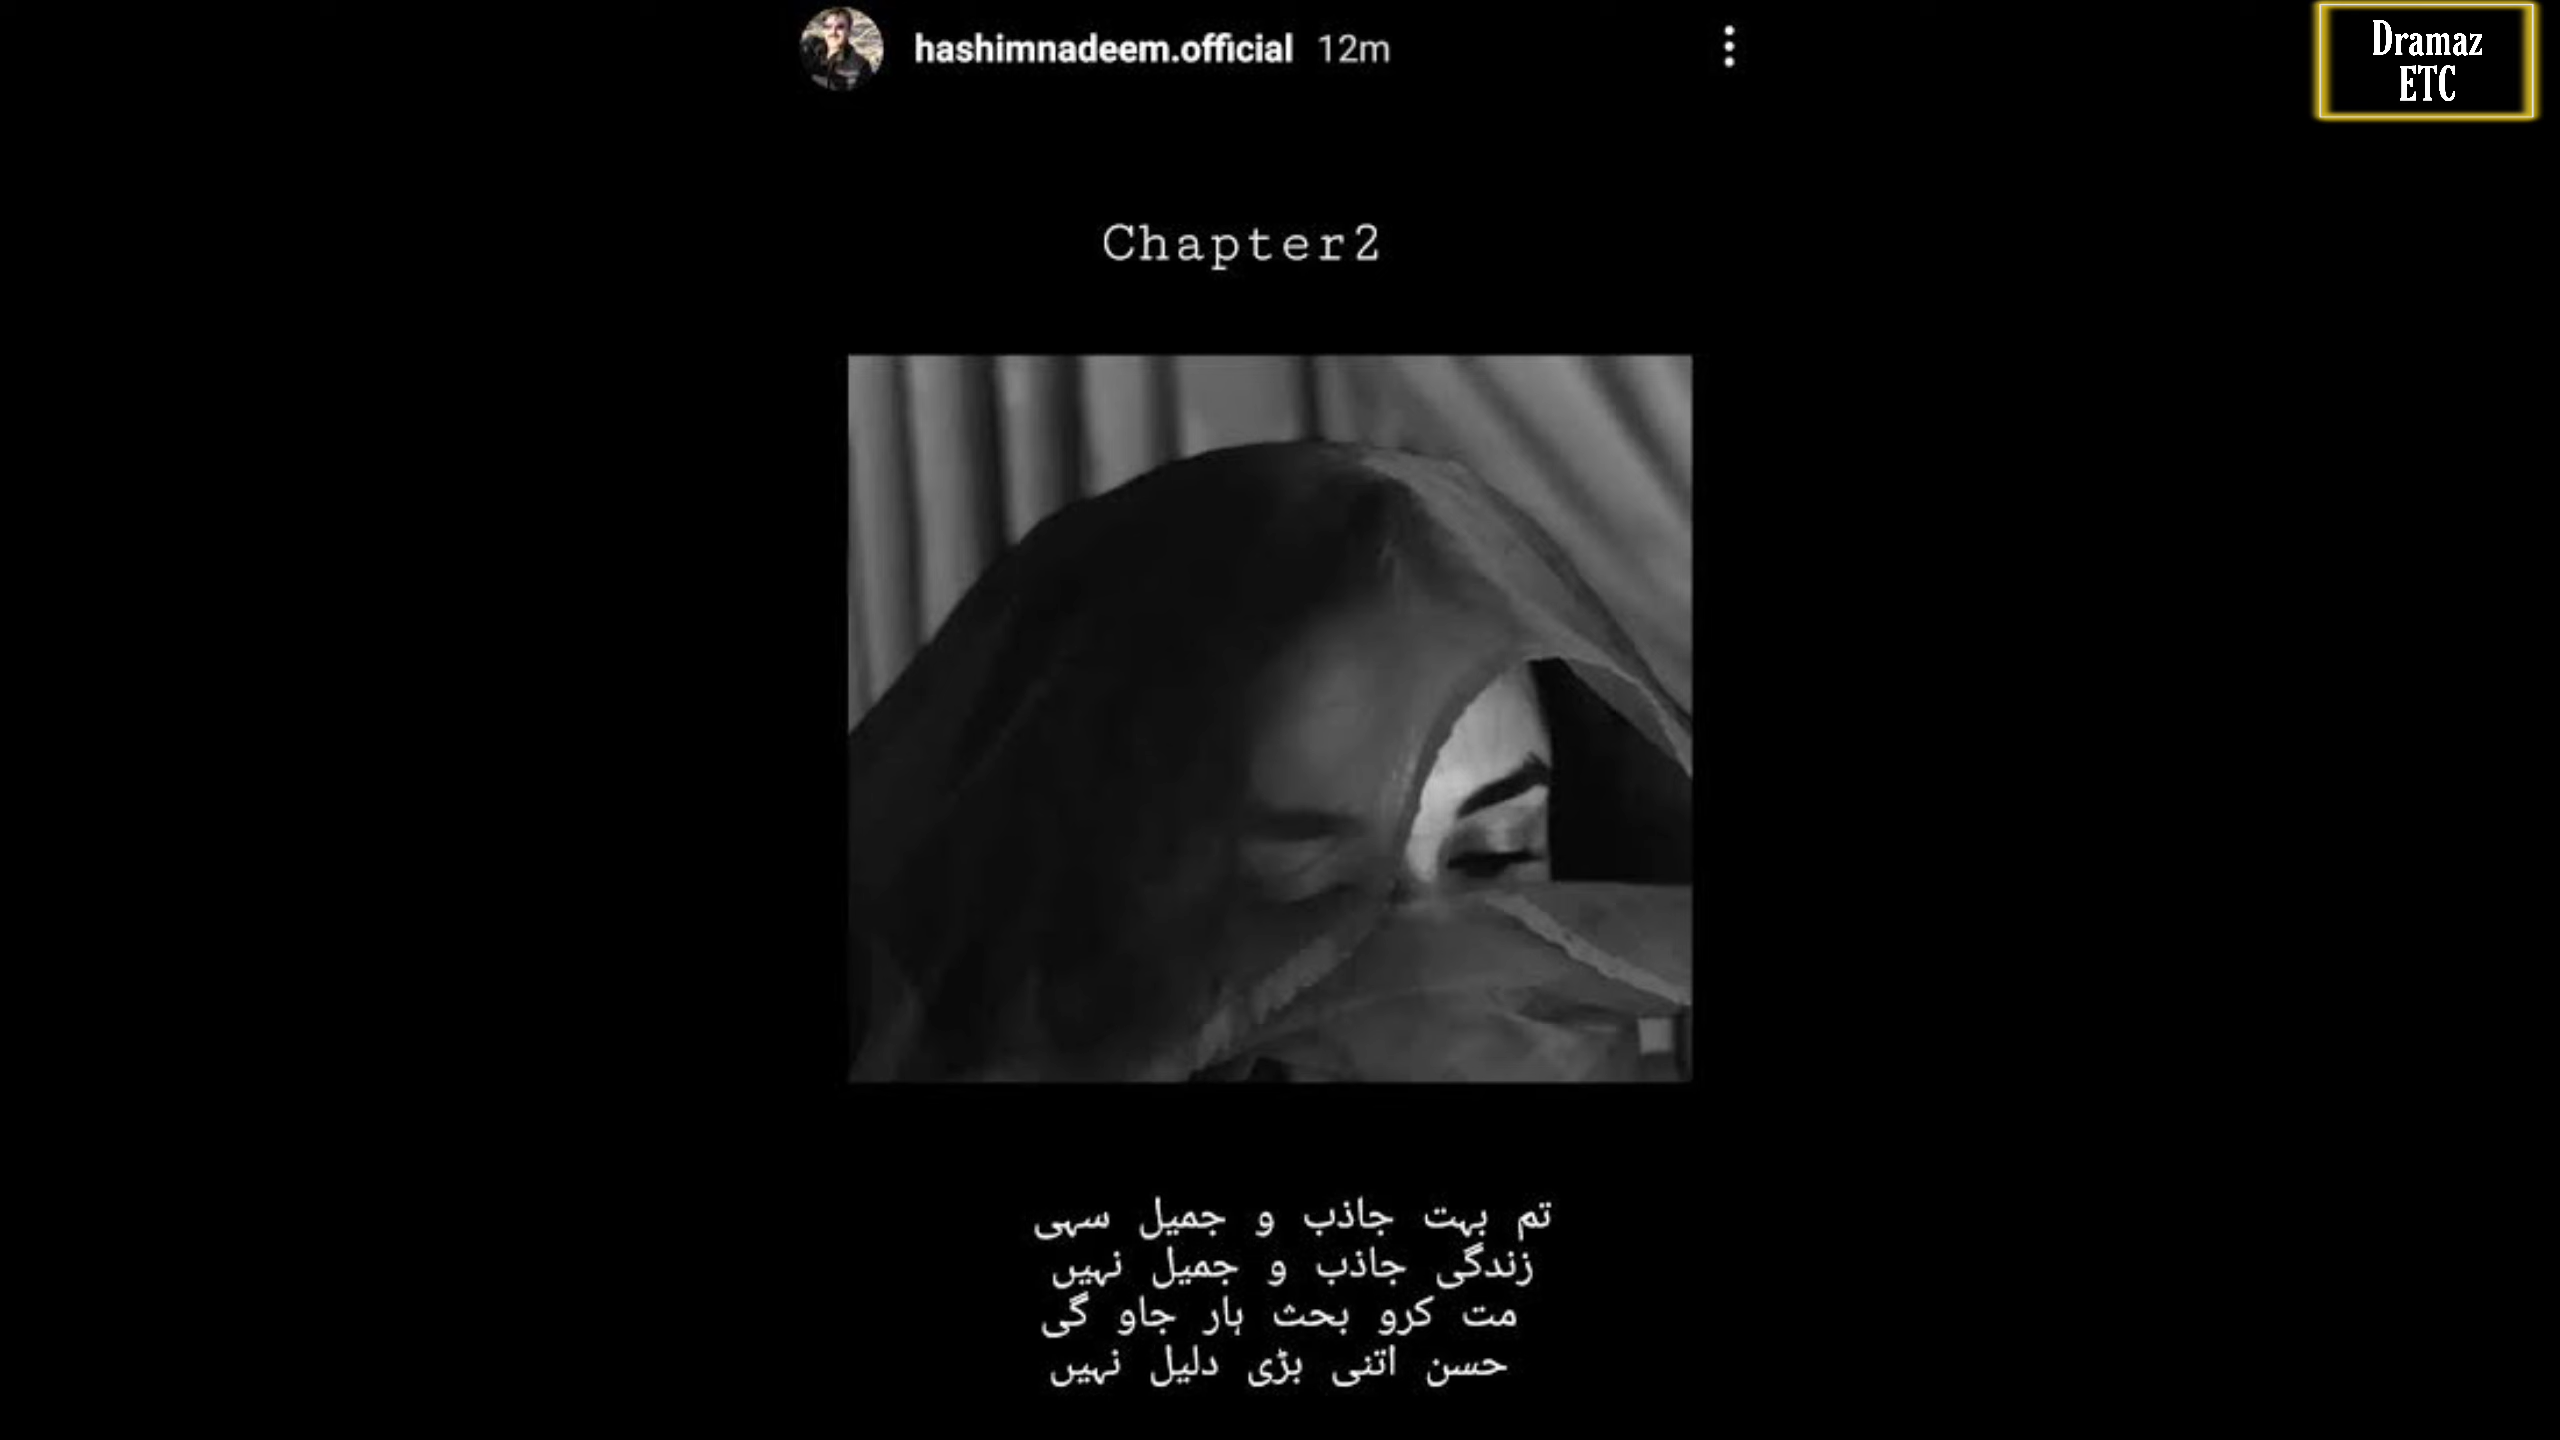 hashimnadeem.official 12m
Dramaz
ETC
Chapter2
تم بہت جاذب و جمیل سہی
زندگی جاذب و جمیل نہیں
مت کرو بحث ہار جاو گی
حسن اتنی بڑی دلیل نہیں